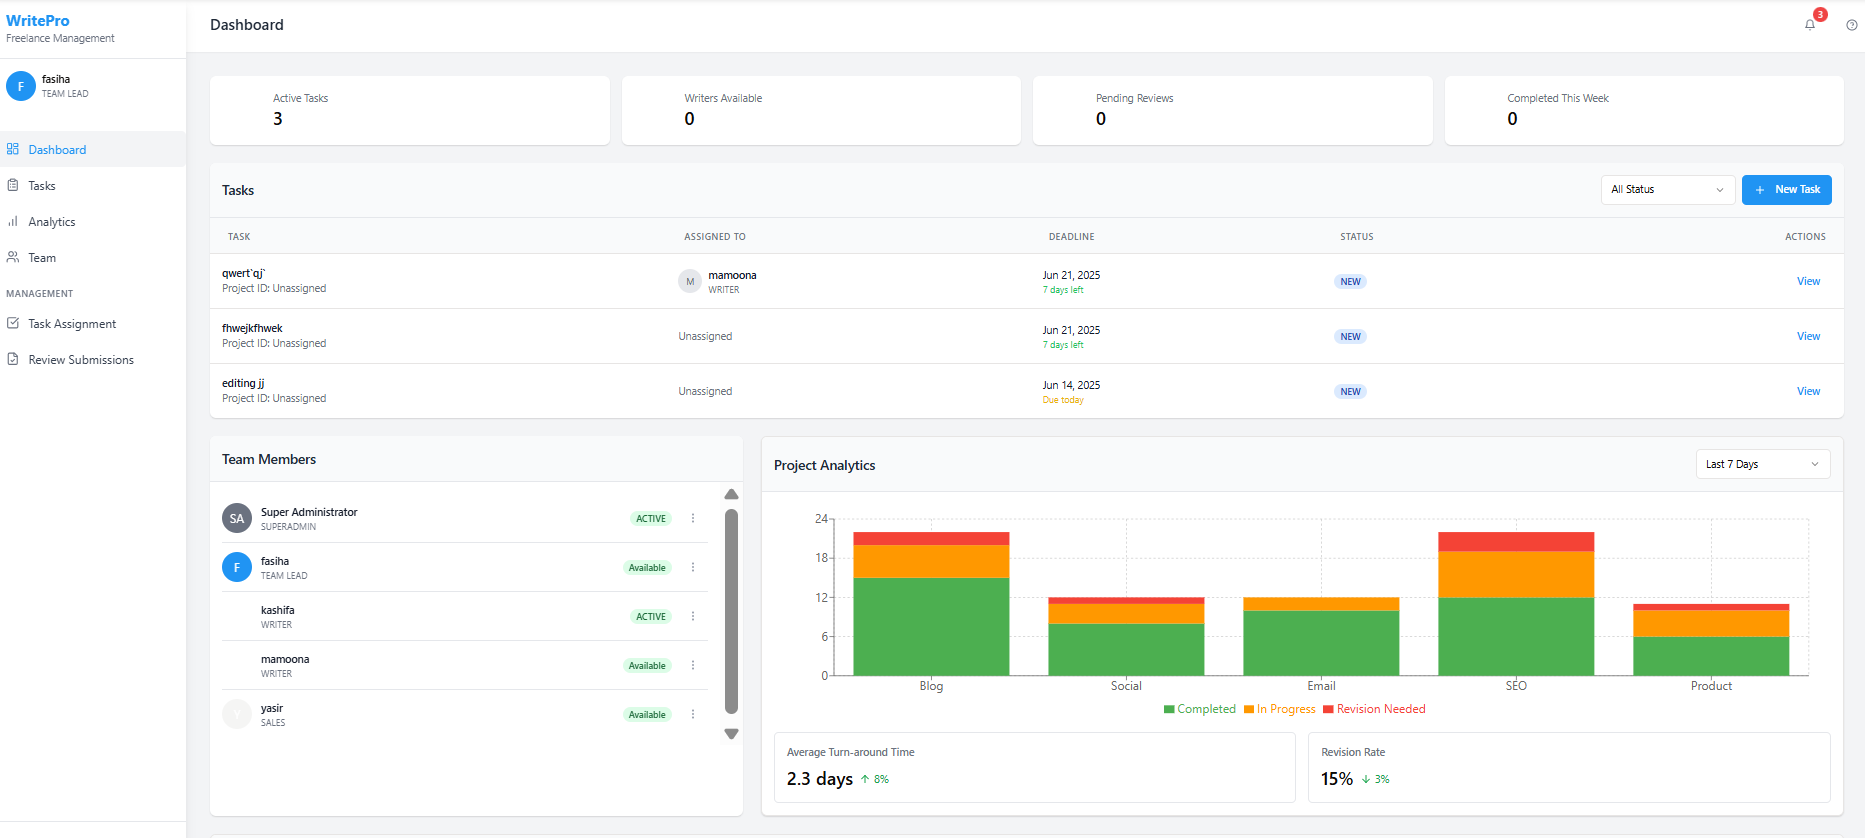 WritePro
Freelance Management
F
fasiha
TEAM LEAD
Dashboard
Tasks
Analytics
Team
MANAGEMENT
Task Assignment
Review Submissions
Dashboard
3
Active Tasks
3
Writers Available
0
Pending Reviews
0
Completed This Week
0
Tasks
All Status
New Task
TASK ASSIGNED TO DEADLINE STATUS ACTIONS
qwert`qj`
Project ID: Unassigned
M
mamoona
WRITER
Jun 21, 2025
7 days left
NEW
View
fhwejkfhwek
Project ID: Unassigned
Unassigned
Jun 21, 2025
7 days left
NEW
View
editing jj
Project ID: Unassigned
Unassigned
Jun 14, 2025
Due today
NEW
View
Team Members
SA
Super Administrator
SUPERADMIN
ACTIVE
F
fasiha
TEAM LEAD
Available
kashifa
WRITER
ACTIVE
mamoona
WRITER
Available
Y
yasir
SALES
Available
Project Analytics
Last 7 Days
24
18
12
6
0
Blog Social Email SEO Product
Completed In Progress Revision Needed
Average Turn-around Time
2.3 days ↑ 8%
Revision Rate
15% ↓ 3%